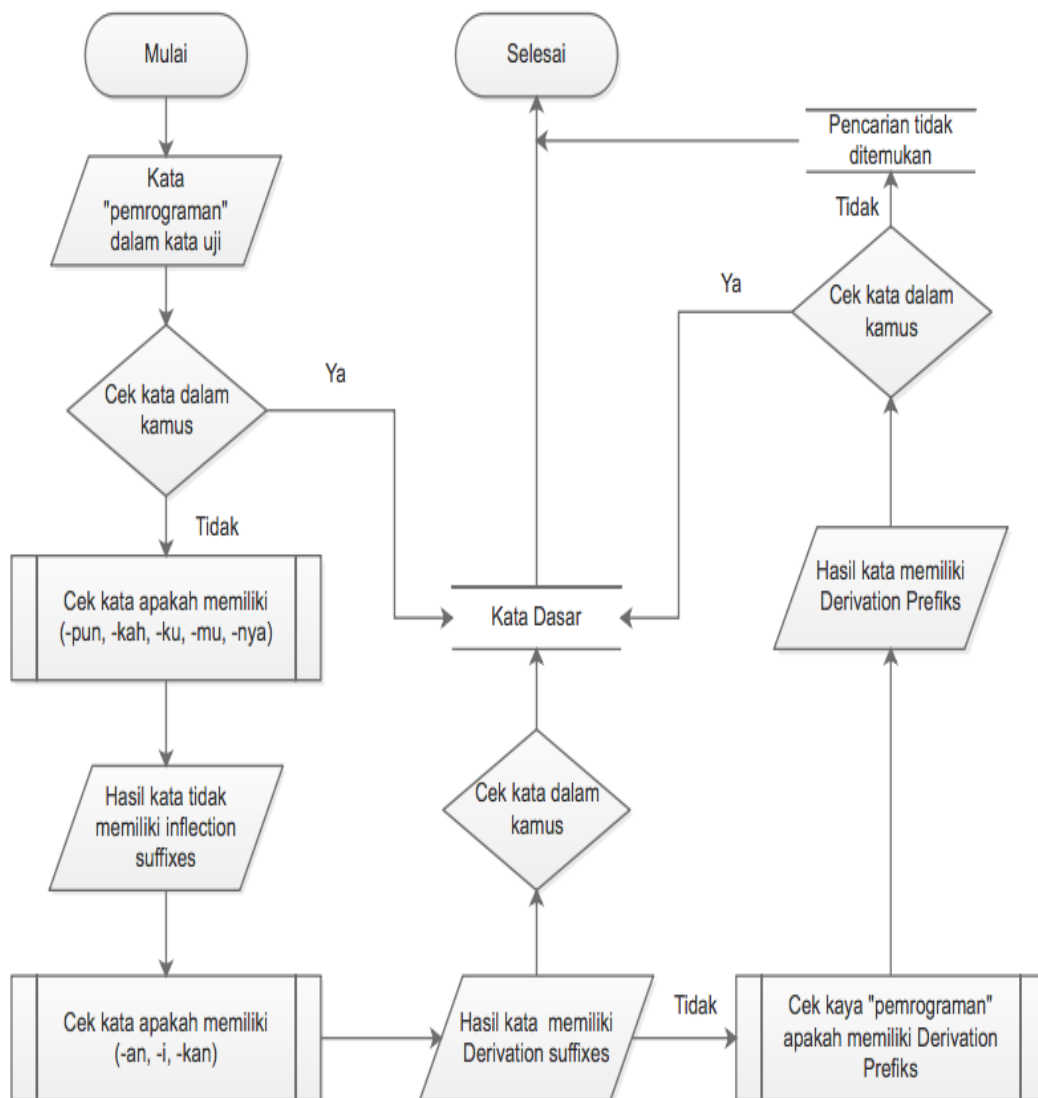 Mulai
Kata
"pemrograman"
dalam kata uji
Cek kata dalam
kamus
Ya
Tidak
Cek kata apakah memiliki
(-pun, -kah, -ku, -mu, -nya)
Hasil kata tidak
memiliki inflection
suffixes
Cek kata apakah memiliki
(-an, -i, -kan)
Hasil kata memiliki
Derivation suffixes
Tidak
Cek kaya "pemrograman"
apakah memiliki Derivation
Prefiks
Cek kata dalam
kamus
Kata Dasar
Selesai
Hasil kata memiliki
Derivation Prefiks
Cek kata dalam
kamus
Ya
Tidak
Pencarian tidak
ditemukan